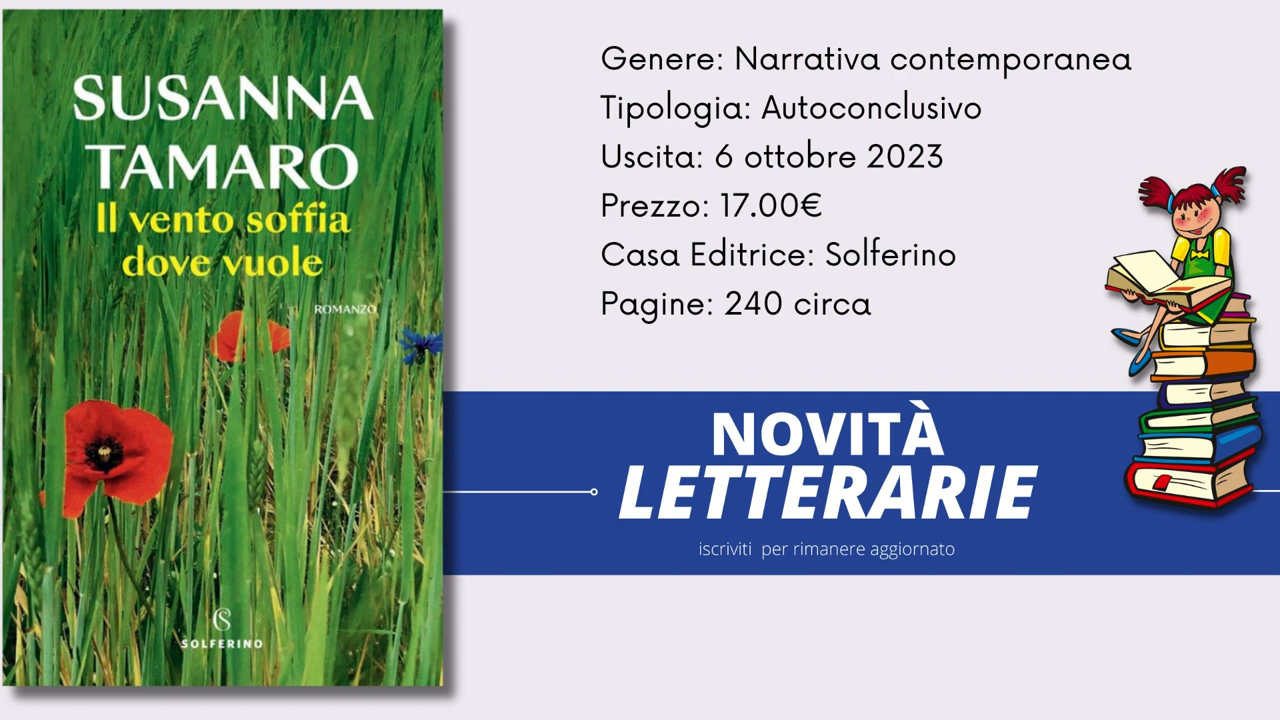 SUSANNA
TAMARO
Il vento soffia
dove vuole
ROMANZO
SOLFERINO
Genere: Narrativa contemporanea
Tipologia: Autoconclusivo
Uscita: 6 ottobre 2023
Prezzo: 17.00€
Casa Editrice: Solferino
Pagine: 240 circa
NOVITÀ
LETTERARIE
iscriviti per rimanere aggiornato